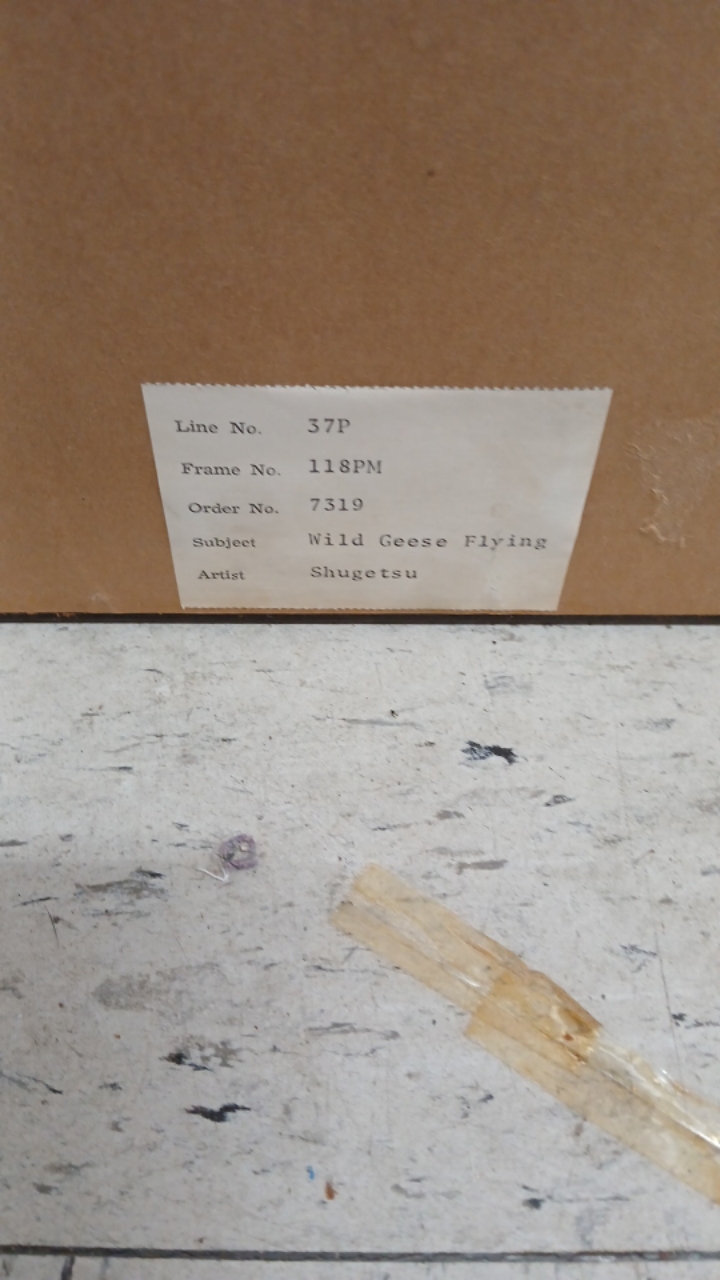 Line No. 37P
Frame No. 118PM
Order No. 7319
Subject Wild Geese Flying
Artist Shugetsu